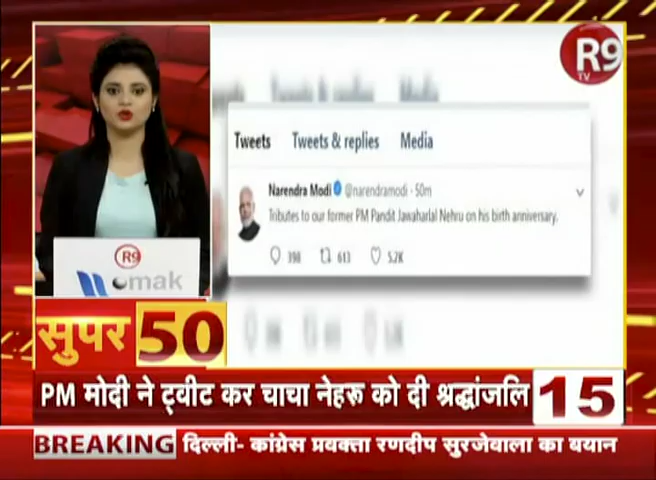 R9
TV
Tweets Tweets & replies Media
Narendra Modi @narendramodi · 50m
Tributes to our former PM Pandit Jawaharlal Nehru on his birth anniversary.
398 613 5.2K
R9
mak
सुपर 50
PM मोदी ने ट्वीट कर चाचा नेहरू को दी श्रद्धांजलि 15
BREAKING दिल्ली- कांग्रेस प्रवक्ता रणदीप सुरजेवाला का बयान